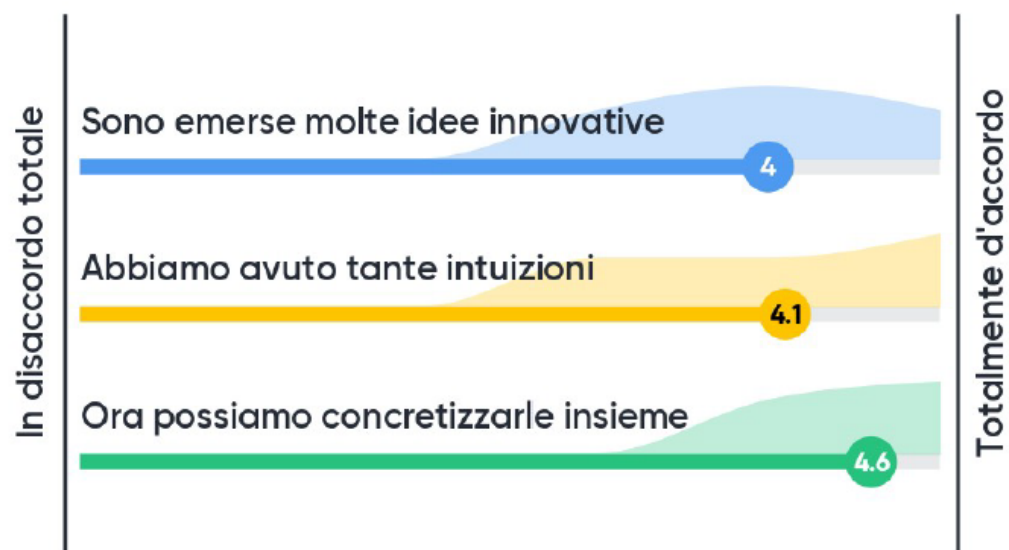 In disaccordo totale
Sono emerse molte idee innovative
4
Abbiamo avuto tante intuizioni
4.1
Ora possiamo concretizzarle insieme
4.6
Totalmente d'accordo